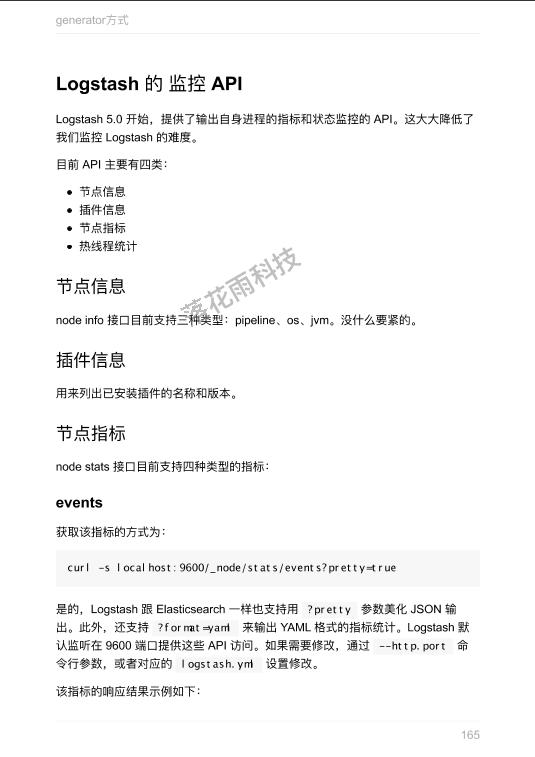 generator方式
Logstash 的 监控 API
Logstash 5.0 开始，提供了输出自身进程的指标和状态监控的 API。这大大降低了
我们监控 Logstash 的难度。
目前 API 主要有四类：
● 节点信息
● 插件信息
● 节点指标
● 热线程统计
落花雨科技
节点信息
node info 接口目前支持三种类型：pipeline、os、jvm。没什么要紧的。
插件信息
用来列出已安装插件的名称和版本。
节点指标
node stats 接口目前支持四种类型的指标：
events
获取该指标的方式为：
curl -s localhost:9600/_node/stats/events?pretty=true
是的，Logstash 跟 Elasticsearch 一样也支持用 ?pretty 参数美化 JSON 输
出。此外，还支持 ?format=yaml 来输出 YAML 格式的指标统计。Logstash 默
认监听在 9600 端口提供这些 API 访问。如果需要修改，通过 --http.port 命
令行参数，或者对应的 logstash.yml 设置修改。
该指标的响应结果示例如下：
165